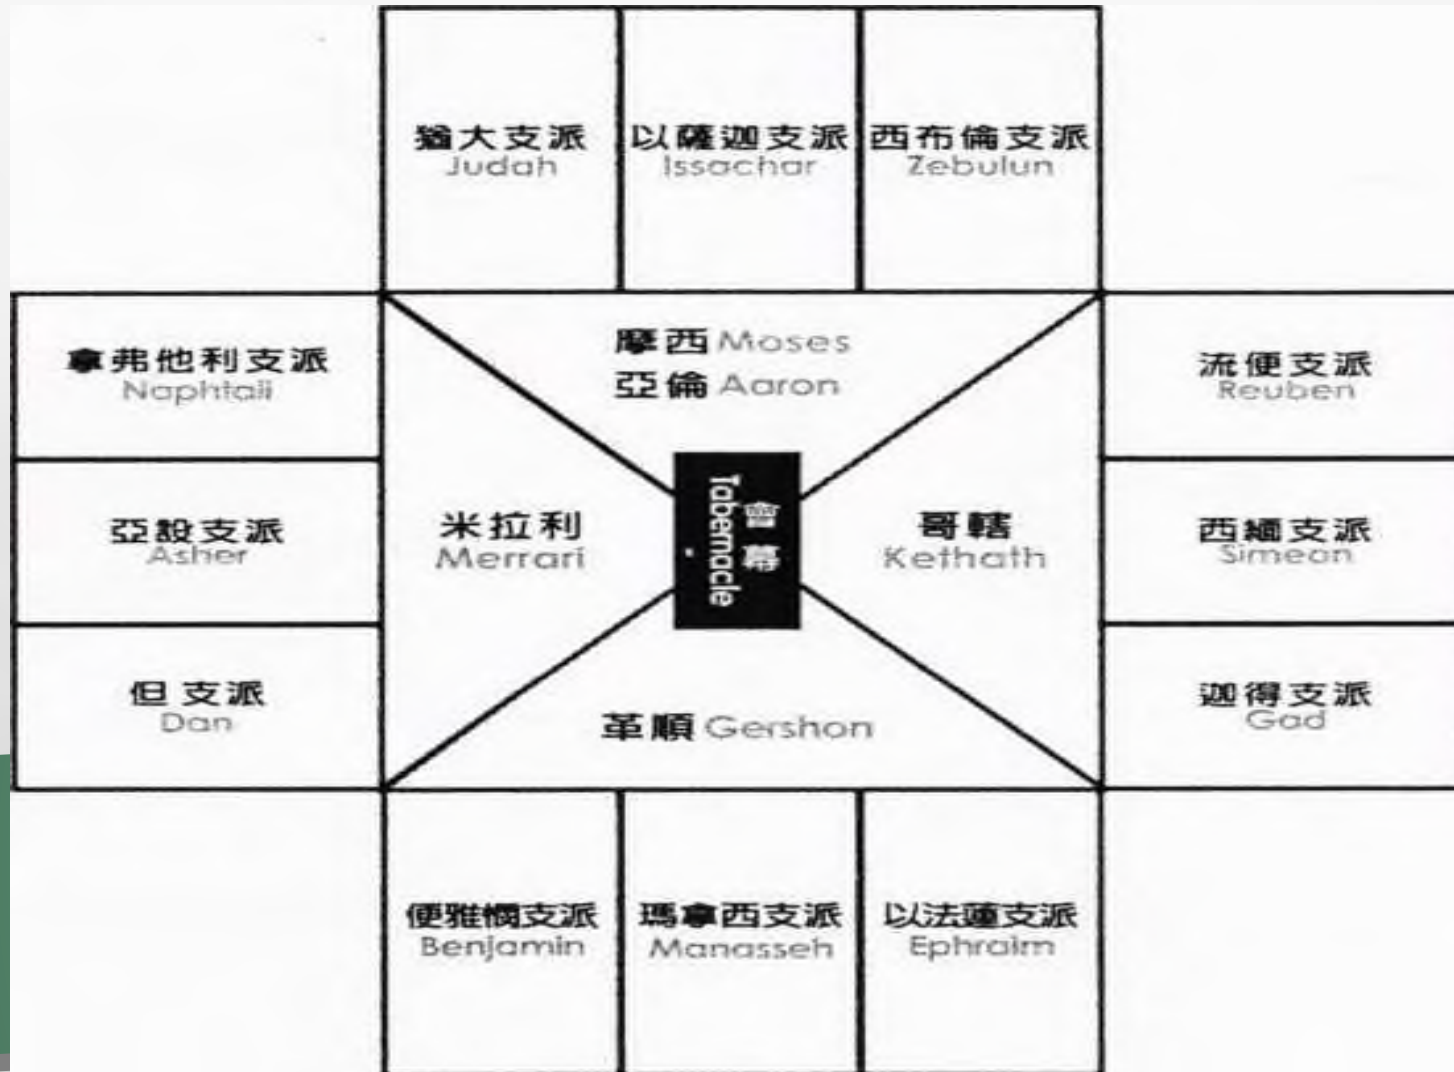 猶大支派
Judah
以薩迦支派
Issachar
西布倫支派
Zebulun
拿弗他利支派
Naphtali
摩西 Moses
亞倫 Aaron
流便支派
Reuben
亞設支派
Asher
米拉利
Merrari
會幕
Tabernacle
哥轄
Kethath
西緬支派
Simeon
但支派
Dan
革順 Gershon
迦得支派
Gad
便雅憫支派
Benjamin
瑪拿西支派
Manasseh
以法蓮支派
Ephraim